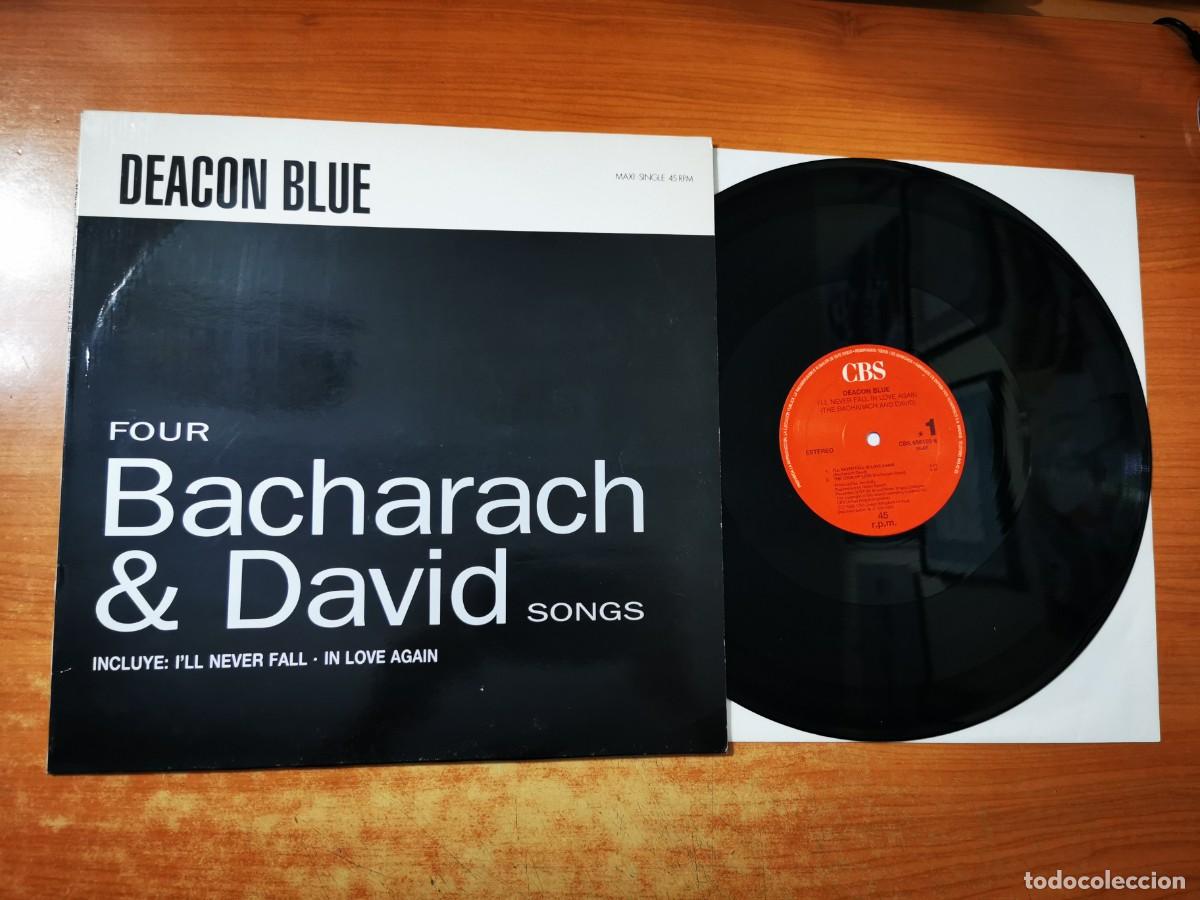 DEACON BLUE
MAXI SINGLE 45 RPM
FOUR
Bacharach
& David SONGS
INCLUYE: I'LL NEVER FALL · IN LOVE AGAIN
CBS
DEACON BLUE
I'LL NEVER FALL IN LOVE AGAIN
(THE BACHARACH AND DAVID)
1
ESTEREO
45
r.p.m.
todocoleccion